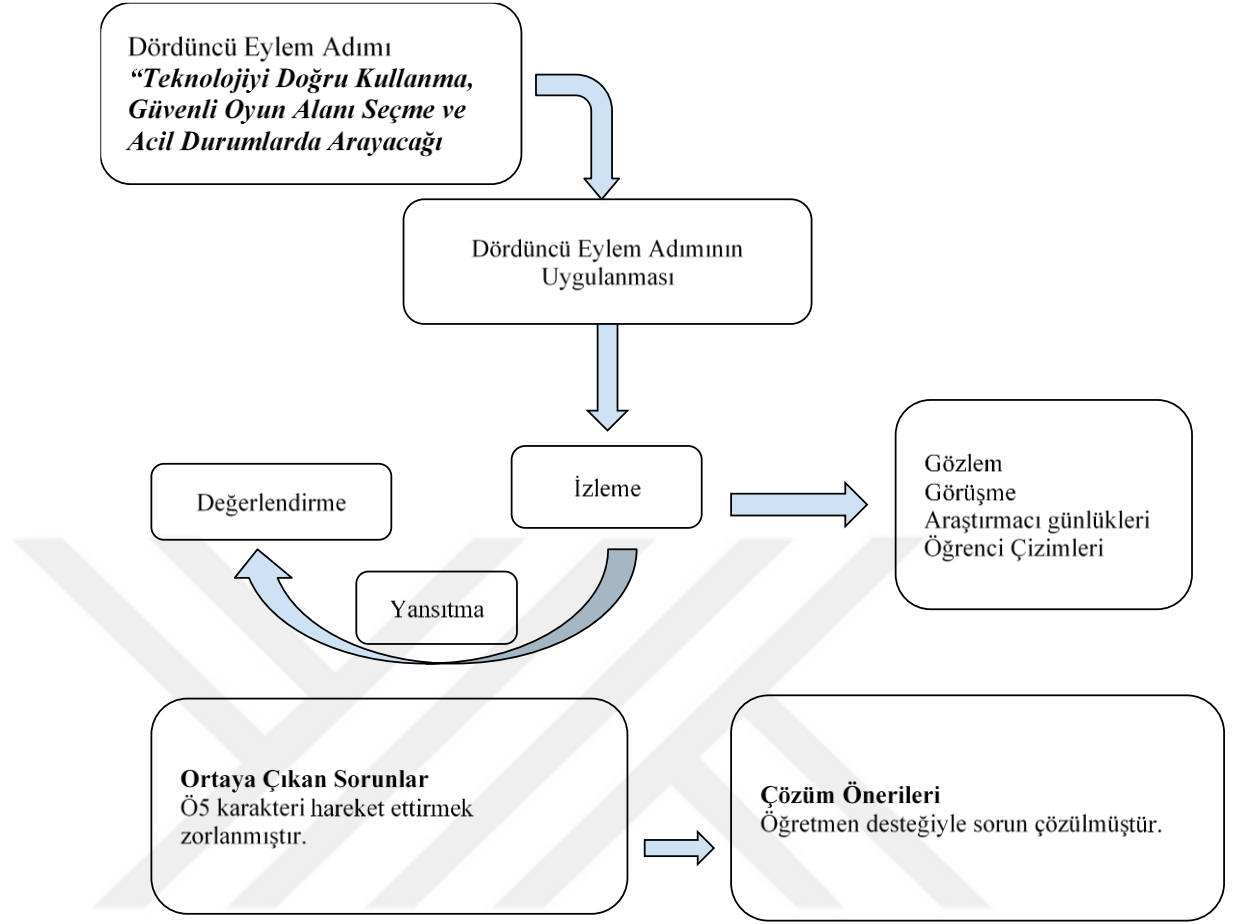 Dördüncü Eylem Adımı
“Teknolojiyi Doğru Kullanma,
Güvenli Oyun Alanı Seçme ve
Acil Durumlarda Arayacağı
Dördüncü Eylem Adımının
Uygulanması
Değerlendirme
İzleme
Gözlem
Görüşme
Araştırmacı günlükleri
Öğrenci Çizimleri
Yansıtma
Ortaya Çıkan Sorunlar
Ö5 karakteri hareket ettirmek
zorlanmıştır.
Çözüm Önerileri
Öğretmen desteğiyle sorun çözülmüştür.